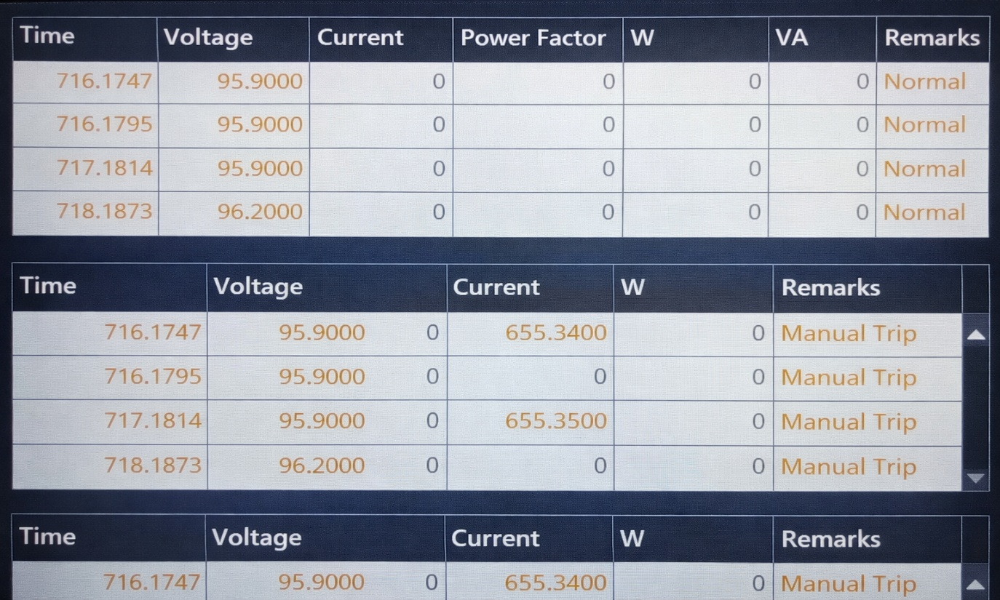 Time Voltage Current Power Factor W VA Remarks
716.1747 95.9000 0 0 0 0 Normal
716.1795 95.9000 0 0 0 0 Normal
717.1814 95.9000 0 0 0 0 Normal
718.1873 96.2000 0 0 0 0 Normal
Time Voltage Current W Remarks
716.1747 95.9000 0 655.3400 0 Manual Trip
716.1795 95.9000 0 0 0 Manual Trip
717.1814 95.9000 0 655.3500 0 Manual Trip
718.1873 96.2000 0 0 0 Manual Trip
Time Voltage Current W Remarks
716.1747 95.9000 0 655.3400 0 Manual Trip